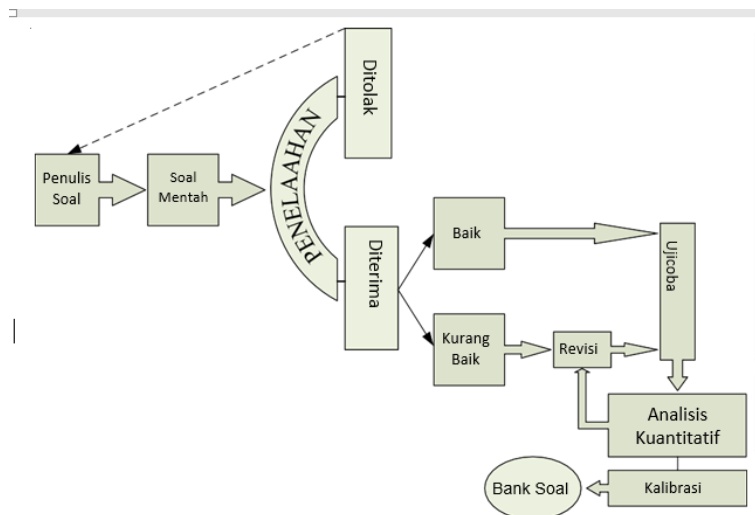 Ditolak
Penulis
Soal
Soal
Mentah
PENELAAHAN
Diterima
Baik
Ujicoba
Kurang
Baik
Revisi
Analisis
Kuantitatif
Bank Soal
Kalibrasi